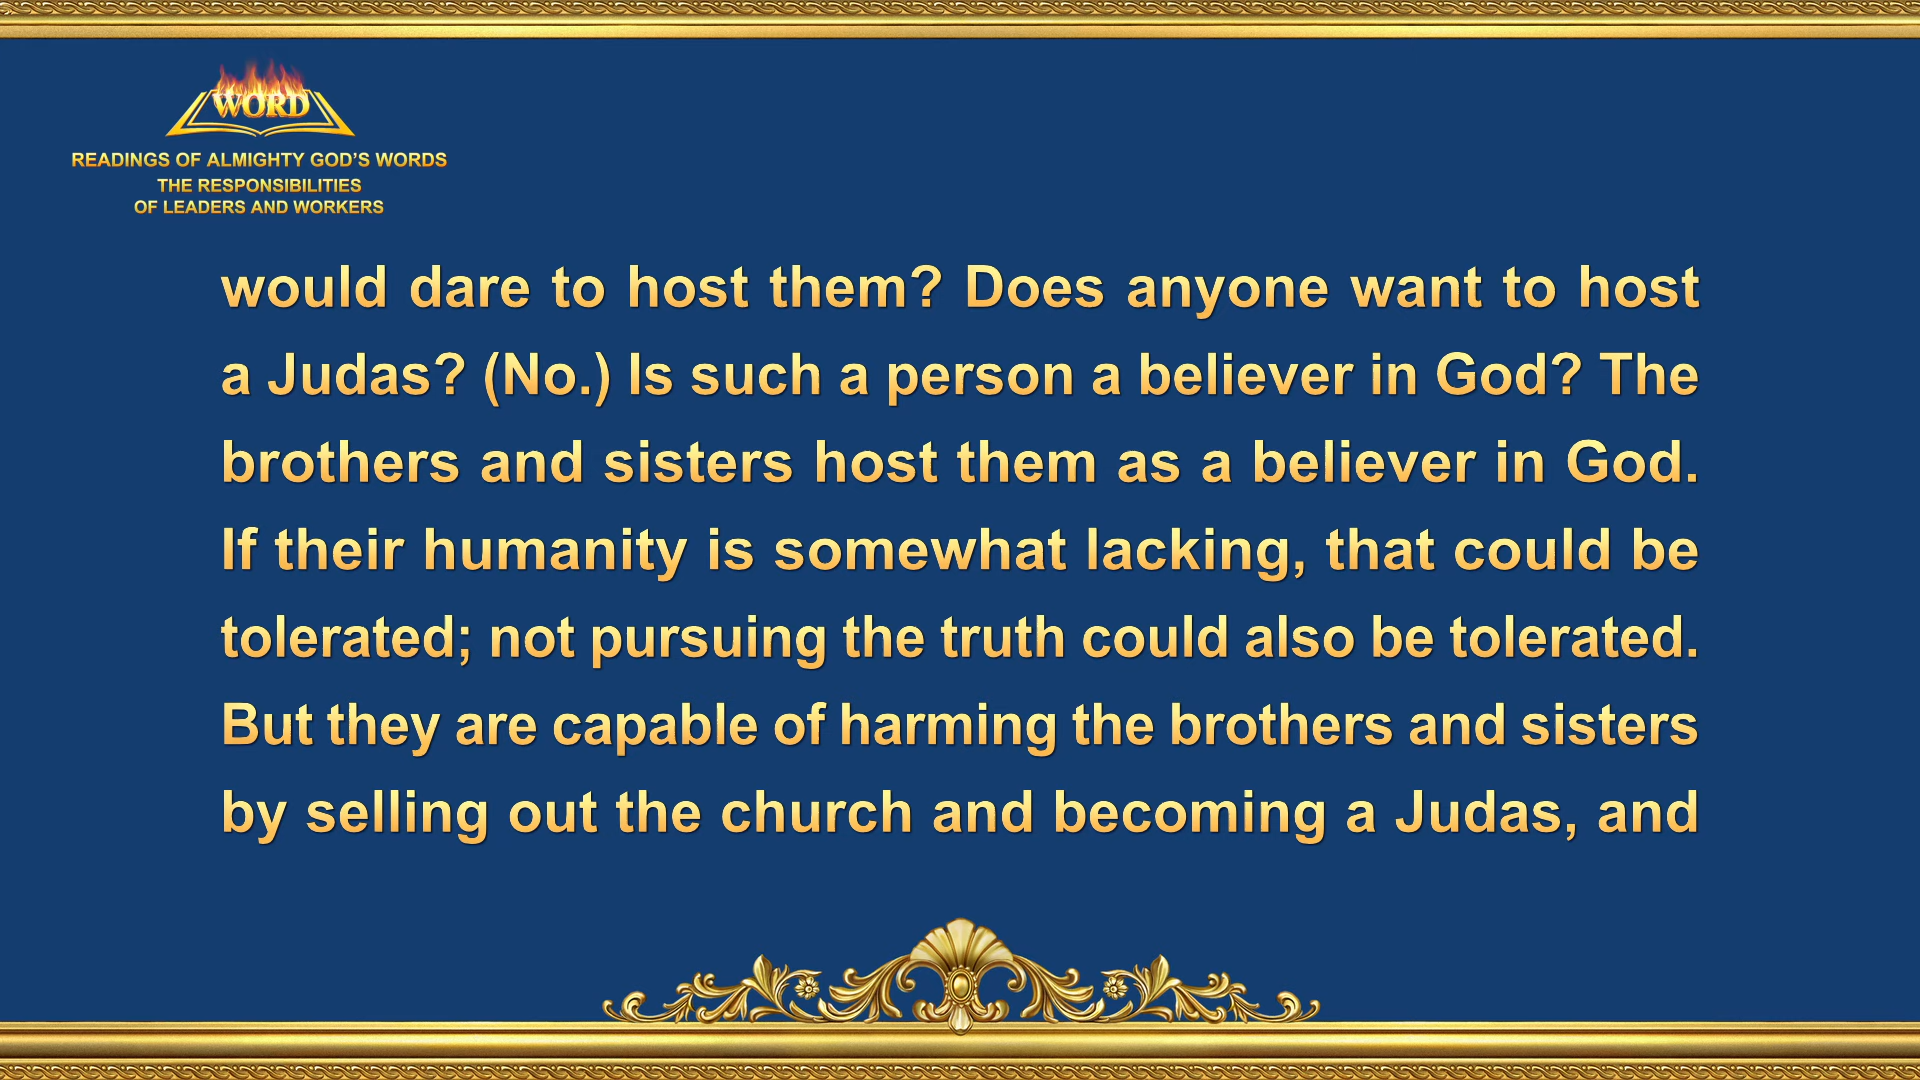 WORD
READINGS OF ALMIGHTY GOD’S WORDS
THE RESPONSIBILITIES
OF LEADERS AND WORKERS
would dare to host them? Does anyone want to host
a Judas? (No.) Is such a person a believer in God? The
brothers and sisters host them as a believer in God.
If their humanity is somewhat lacking, that could be
tolerated; not pursuing the truth could also be tolerated.
But they are capable of harming the brothers and sisters
by selling out the church and becoming a Judas, and